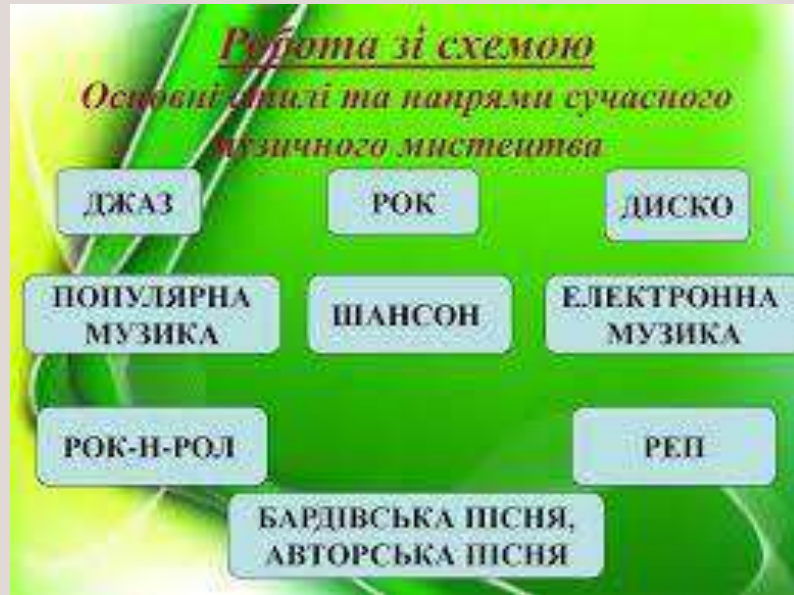 Робота зі схемою
Основні стилі та напрями сучасного
музичного мистецтва
ДЖАЗ
РОК
ДИСКО
ПОПУЛЯРНА
МУЗИКА
ШАНСОН
ЕЛЕКТРОННА
МУЗИКА
РОК-Н-РОЛ
РЕП
БАРДІВСЬКА ПІСНЯ,
АВТОРСЬКА ПІСНЯ